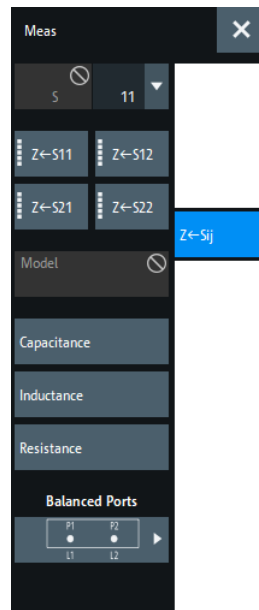 Meas
S 11
Z←S11 Z←S12
Z←S21 Z←S22
Z←Sij
Model
Capacitance
Inductance
Resistance
Balanced Ports
P1 P2
L1 L2